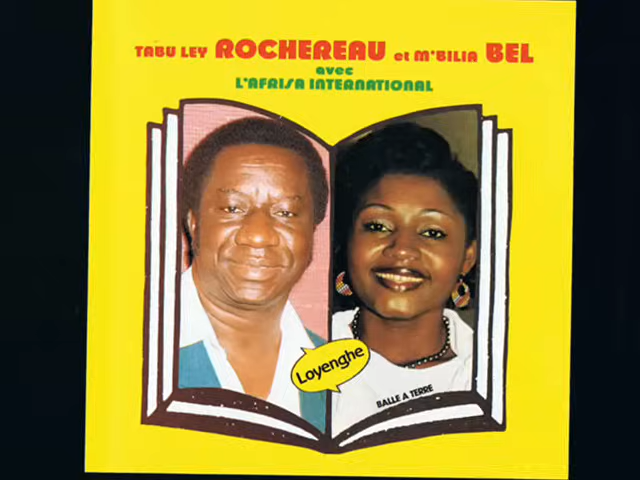 TABU LEY ROCHEREAU et M'BILIA BEL
avec
L'AFRISA INTERNATIONAL
Loyenghe
BALLE A TERRE